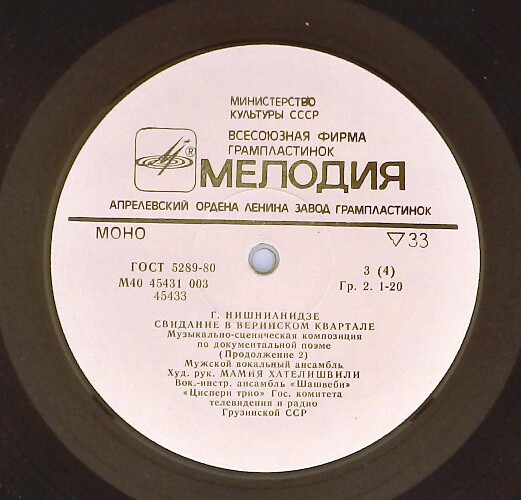 МИНИСТЕРСТВО
КУЛЬТУРЫ СССР
ВСЕСОЮЗНАЯ ФИРМА
ГРАМПЛАСТИНОК
® МЕЛОДИЯ
АПРЕЛЕВСКИЙ ОРДЕНА ЛЕНИНА ЗАВОД ГРАМПЛАСТИНОК
МОНО ▽33
ГОСТ 5289-80 3 (4)
М40 45431 003 Гр. 2. 1-20
45433
Г. НИШНИАНИДЗЕ
СВИДАНИЕ В ВЕРИЙСКОМ КВАРТАЛЕ
Музыкально-сценическая композиция
по документальной поэме
(Продолжение 2)
Мужской вокальный ансамбль
Худ. рук. МАМИЯ ХАТЕЛИШВИЛИ
Вок.-инстр. ансамбль «Шашвеби»
«Цисперн трио» Гос. комитета
телевидения и радио
Грузинской ССР